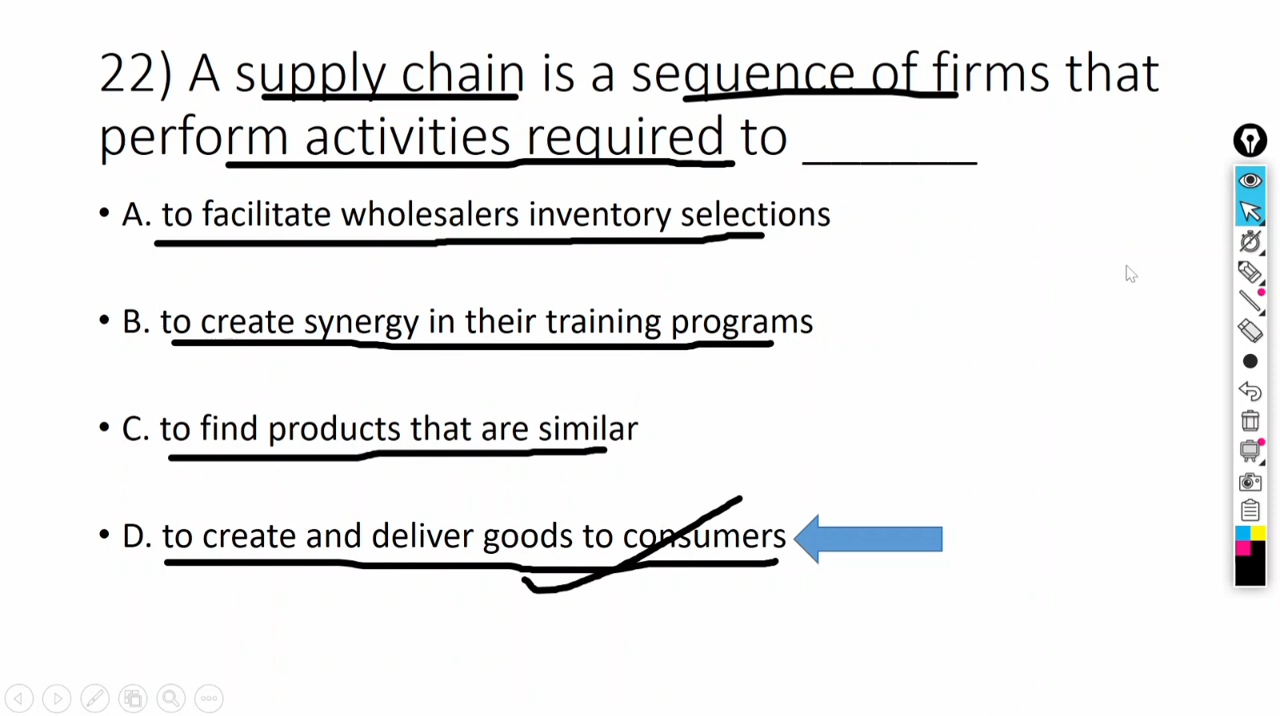 22) A supply chain is a sequence of firms that
perform activities required to ________
• A. to facilitate wholesalers inventory selections
• B. to create synergy in their training programs
• C. to find products that are similar
• D. to create and deliver goods to consumers